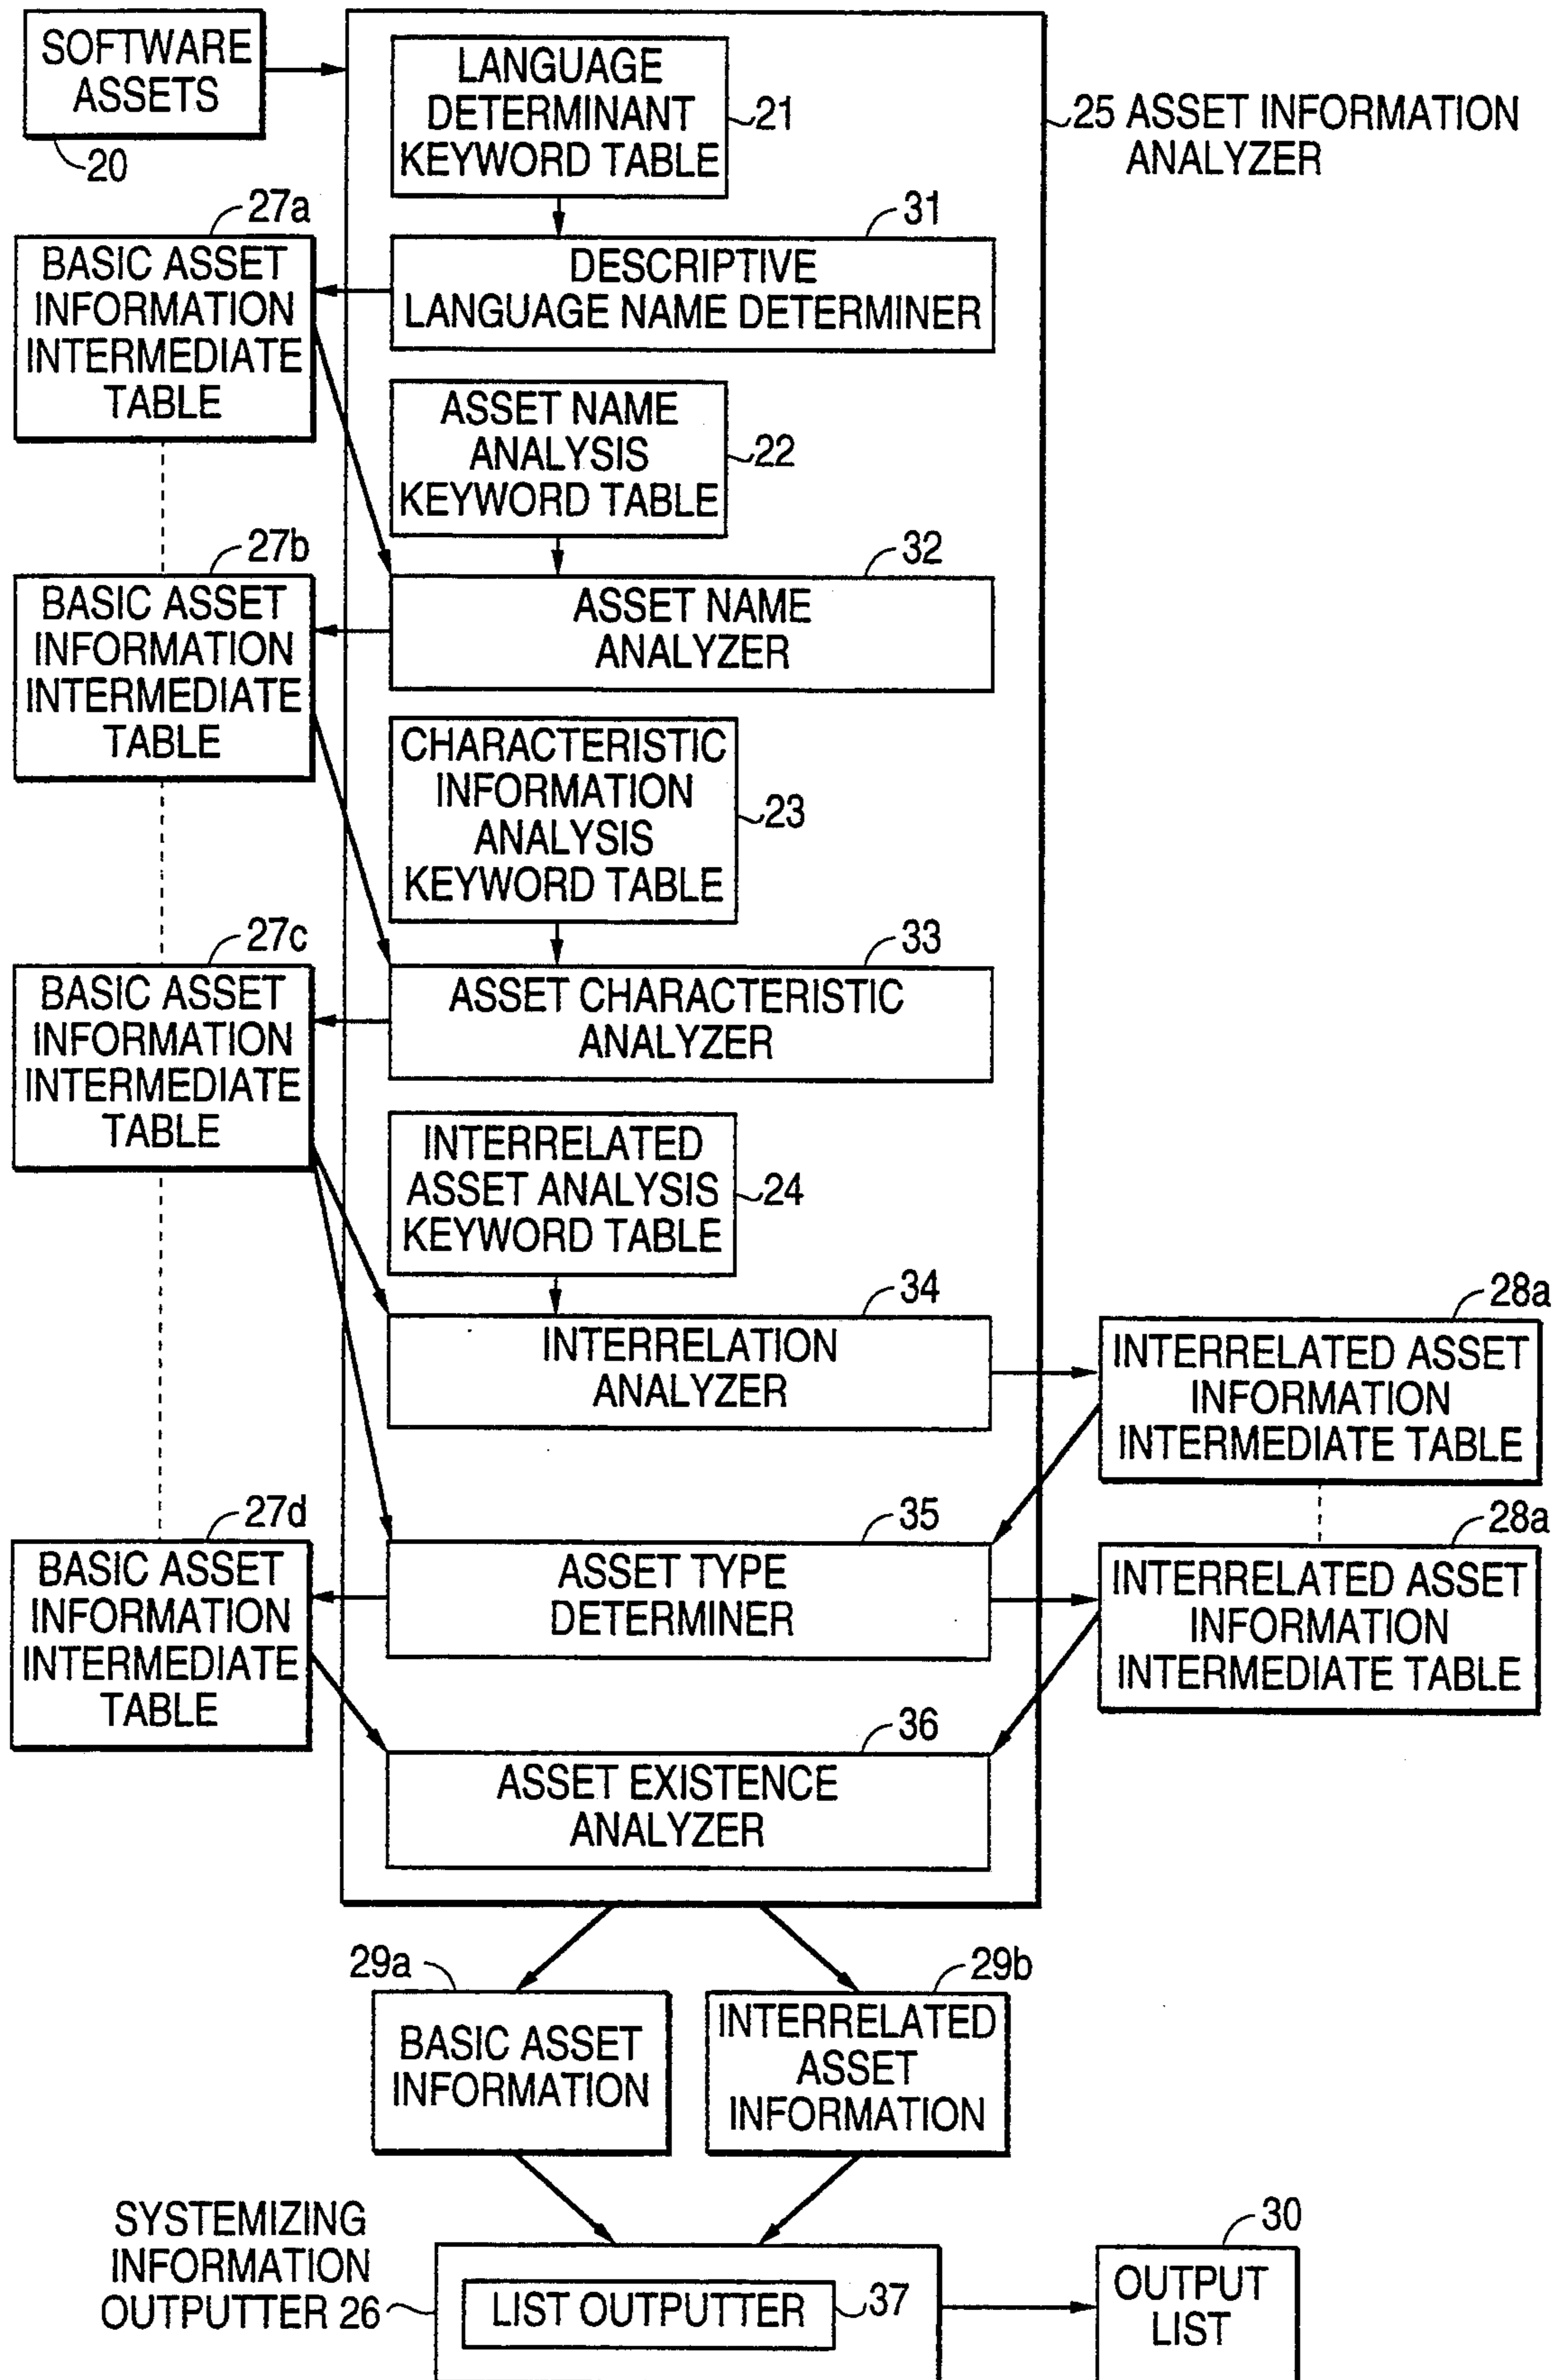 SOFTWARE
ASSETS
20
LANGUAGE
DETERMINANT
KEYWORD TABLE
21
25 ASSET INFORMATION
ANALYZER
27a
BASIC ASSET
INFORMATION
INTERMEDIATE
TABLE
31
DESCRIPTIVE
LANGUAGE NAME DETERMINER
ASSET NAME
ANALYSIS
KEYWORD TABLE
22
27b
BASIC ASSET
INFORMATION
INTERMEDIATE
TABLE
32
ASSET NAME
ANALYZER
CHARACTERISTIC
INFORMATION
ANALYSIS
KEYWORD TABLE
23
27c
BASIC ASSET
INFORMATION
INTERMEDIATE
TABLE
33
ASSET CHARACTERISTIC
ANALYZER
INTERRELATED
ASSET ANALYSIS
KEYWORD TABLE
24
34
INTERRELATION
ANALYZER
28a
INTERRELATED ASSET
INFORMATION
INTERMEDIATE TABLE
27d
BASIC ASSET
INFORMATION
INTERMEDIATE
TABLE
35
ASSET TYPE
DETERMINER
28a
INTERRELATED ASSET
INFORMATION
INTERMEDIATE TABLE
36
ASSET EXISTENCE
ANALYZER
29a
BASIC ASSET
INFORMATION
29b
INTERRELATED
ASSET
INFORMATION
SYSTEMIZING
INFORMATION
OUTPUTTER 26
LIST OUTPUTTER
37
30
OUTPUT
LIST